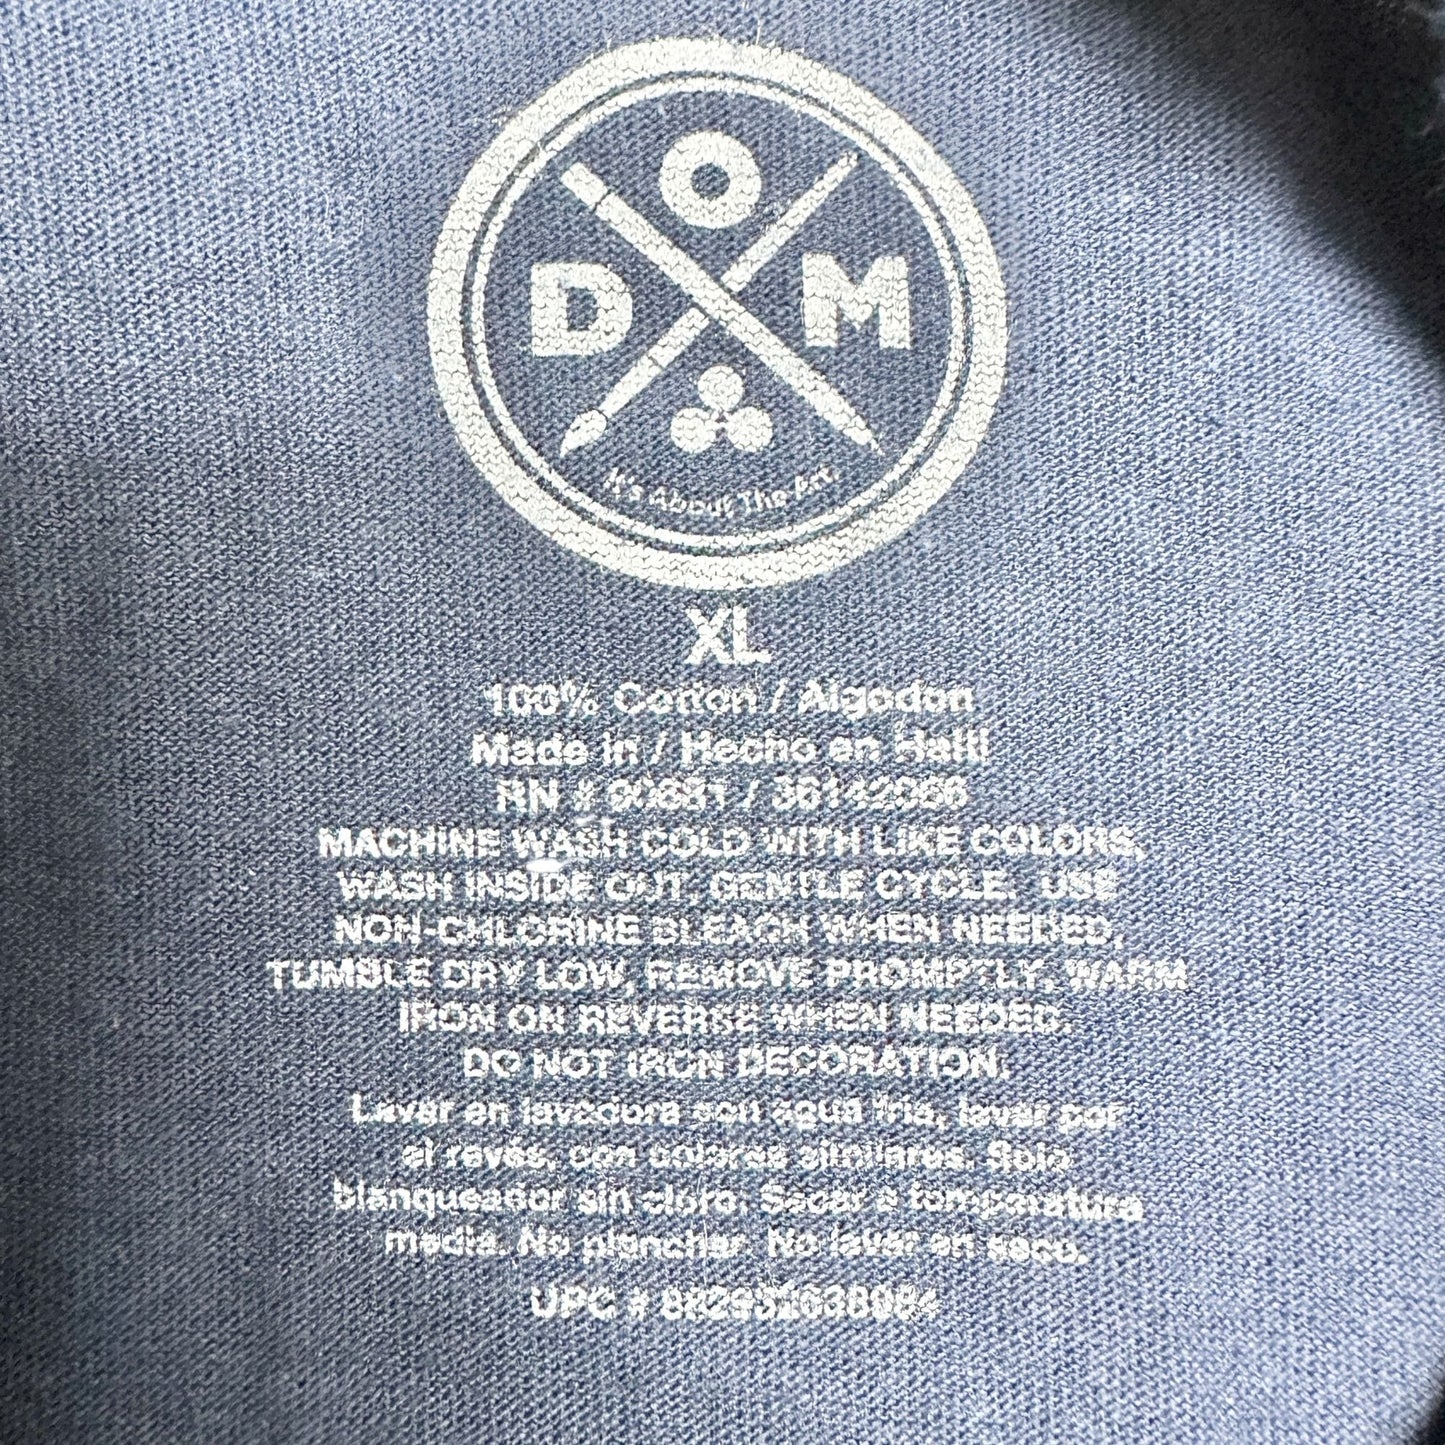 D O M
It's About The Art.
XL
100% Cotton / Algodon
Made in / Hecho en Haiti
RN #
MACHINE WASH COLD WITH LIKE COLORS,
WASH INSIDE OUT, GENTLE CYCLE. USE
NON-CHLORINE BLEACH WHEN NEEDED,
TUMBLE DRY LOW, REMOVE PROMPTLY, WARM
IRON ON REVERSE WHEN NEEDED.
DO NOT IRON DECORATION.
Lavar en lavadora con agua fria, lavar por
el revés, con colores similares. Solo
blanqueador sin cloro. Secar a temperatura
media. No planchar. No lavar en seco.
UPC #